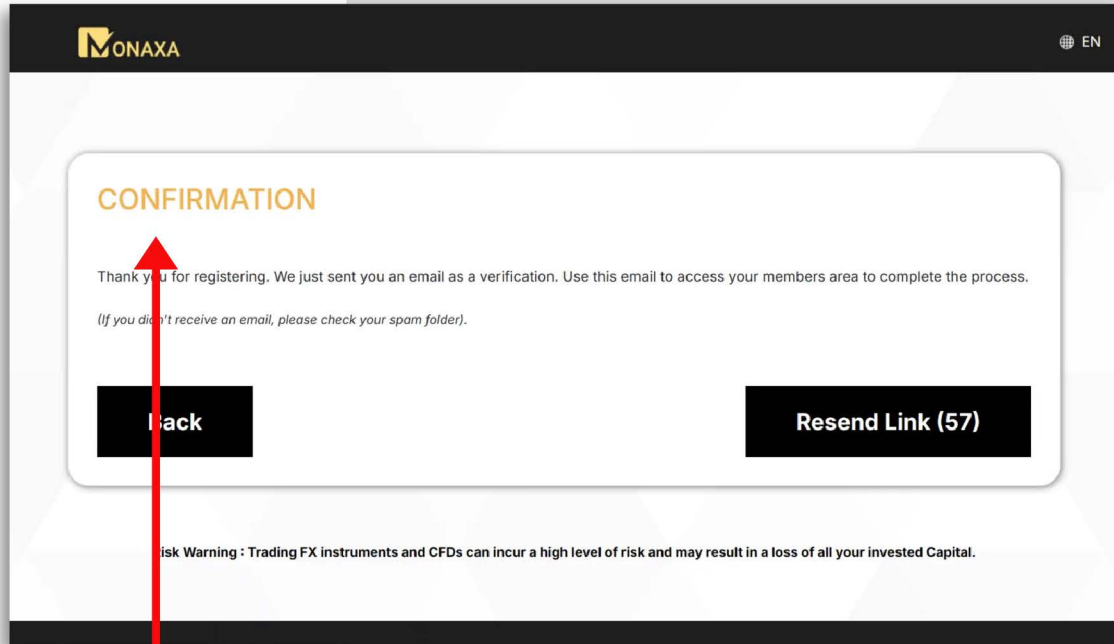 MONAXA
EN
CONFIRMATION
Thank you for registering. We just sent you an email as a verification. Use this email to access your members area to complete the process.
(If you didn't receive an email, please check your spam folder).
Back
Resend Link (57)
Risk Warning : Trading FX instruments and CFDs can incur a high level of risk and may result in a loss of all your invested Capital.